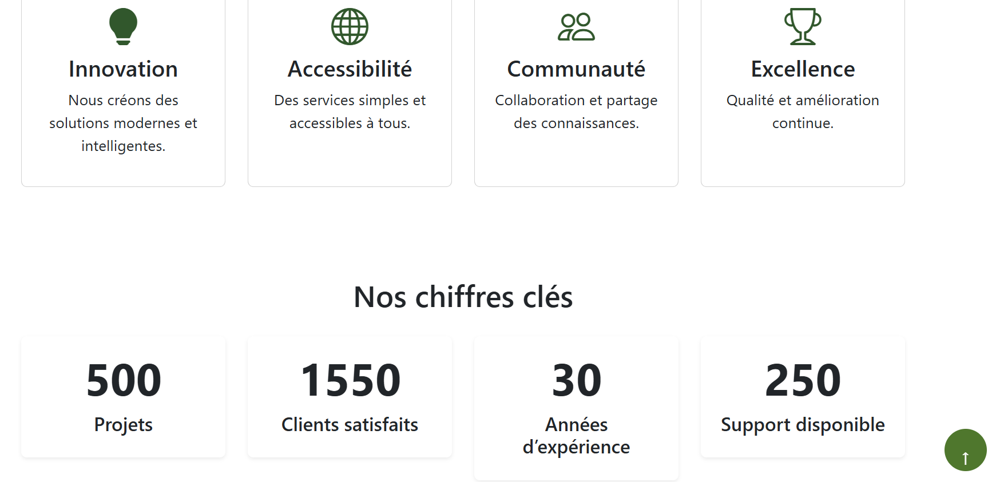 Innovation
Nous créons des
solutions modernes et
intelligentes.
Accessibilité
Des services simples et
accessibles à tous.
Communauté
Collaboration et partage
des connaissances.
Excellence
Qualité et amélioration
continue.
Nos chiffres clés
500
Projets
1550
Clients satisfaits
30
Années
d’expérience
250
Support disponible
↑